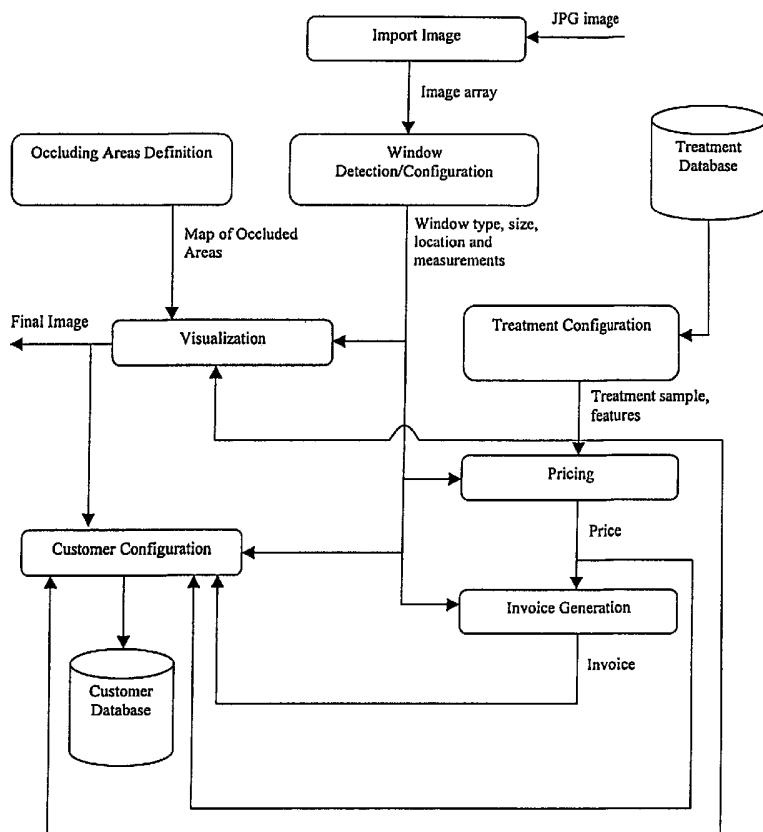 JPG image
Import Image
Image array
Occluding Areas Definition
Window
Detection/Configuration
Treatment
Database
Map of Occluded
Areas
Window type, size,
location and
measurements
Final Image
Visualization
Treatment Configuration
Treatment sample,
features
Pricing
Price
Customer Configuration
Invoice Generation
Invoice
Customer
Database